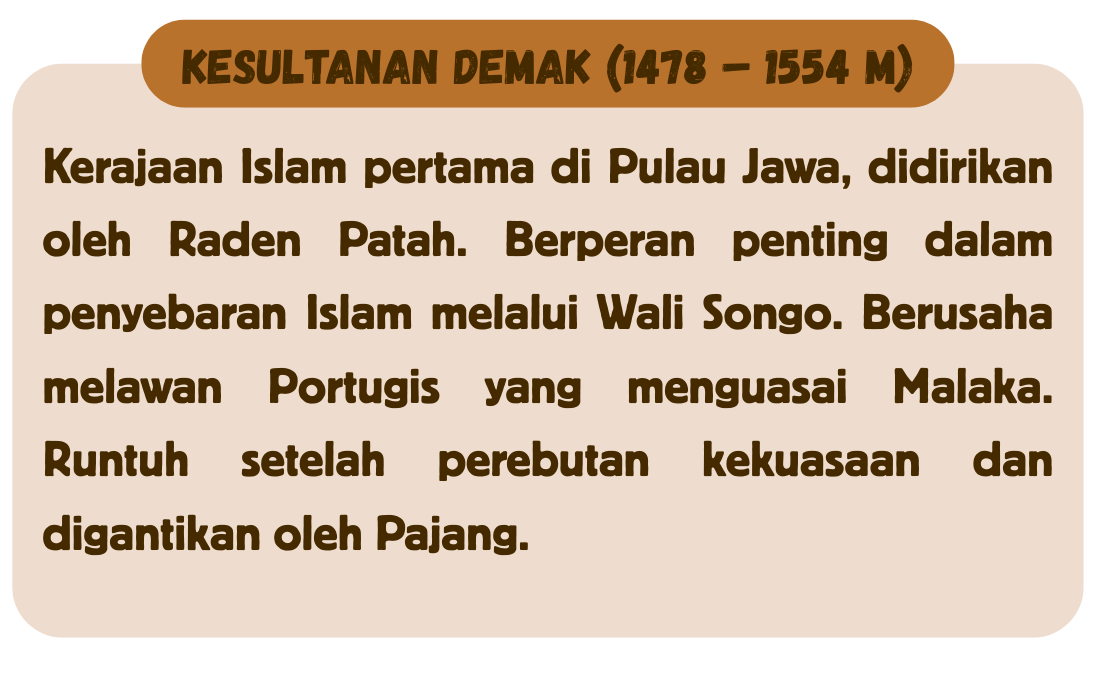 KESULTANAN DEMAK (1478 – 1554 M)
Kerajaan Islam pertama di Pulau Jawa, didirikan
oleh Raden Patah. Berperan penting dalam
penyebaran Islam melalui Wali Songo. Berusaha
melawan Portugis yang menguasai Malaka.
Runtuh setelah perebutan kekuasaan dan
digantikan oleh Pajang.